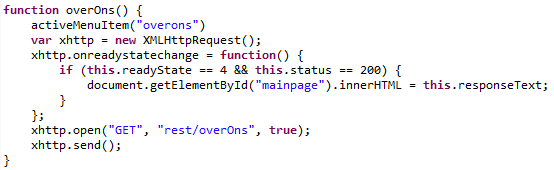 function overOns() {
    activeMenuItem("overons")
    var xhttp = new XMLHttpRequest();
    xhttp.onreadystatechange = function() {
        if (this.readyState == 4 && this.status == 200) {
            document.getElementById("mainpage").innerHTML = this.responseText;
        }
    };
    xhttp.open("GET", "rest/overOns", true);
    xhttp.send();
}